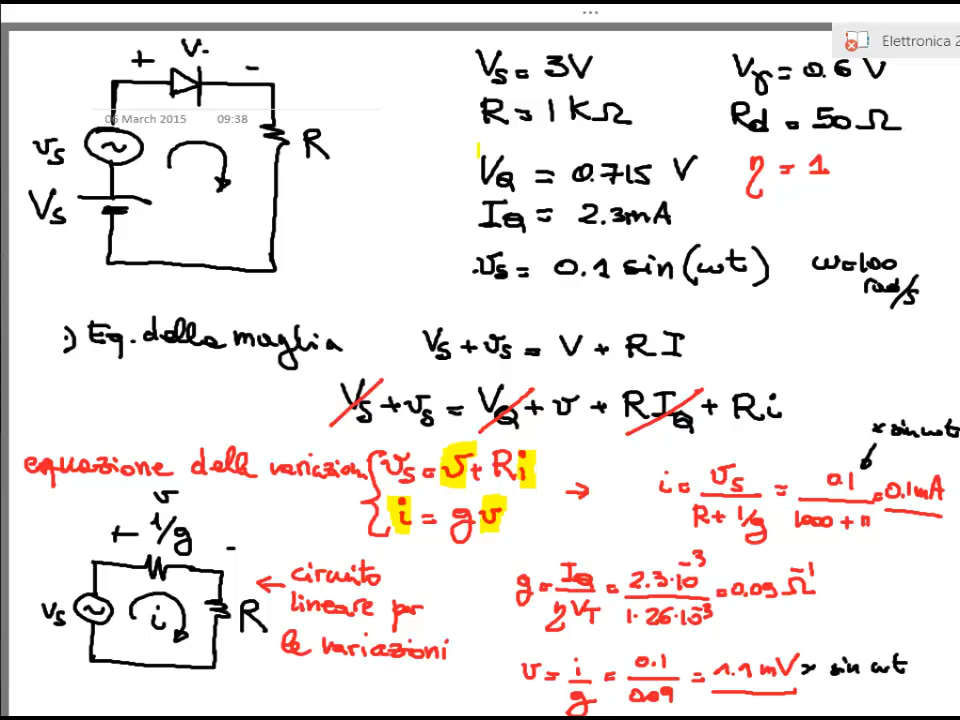 ...
Elettronica 2
+ V -
06 March 2015 09:38
vs
Vs
R
Vs = 3V
Vγ = 0.6 V
R = 1 KΩ
Rd = 50 Ω
VQ = 0.715 V
η = 1
IQ = 2.3mA
vs = 0.1 sin(ωt)
ω=100 rad/s
:) Eq. della maglia
Vs + vs = V + RI
Vs + vs = VQ + v + RIQ + Ri
equazione delle variazioni
vs = v + Ri
i = gv
→ i = vs / (R + 1/g) = 0.1 / (1000 + 11) = 0.1mA
x sin ωt
g = IQ / (η VT) = 2.3·10⁻³ / (1·26·10⁻³) = 0.09 Ω⁻¹
v = i / g = 0.1 / 0.09 = 1.1 mV x sin ωt
v
+ 1/g -
vs
i
R
← circuito
lineare per
le variazioni